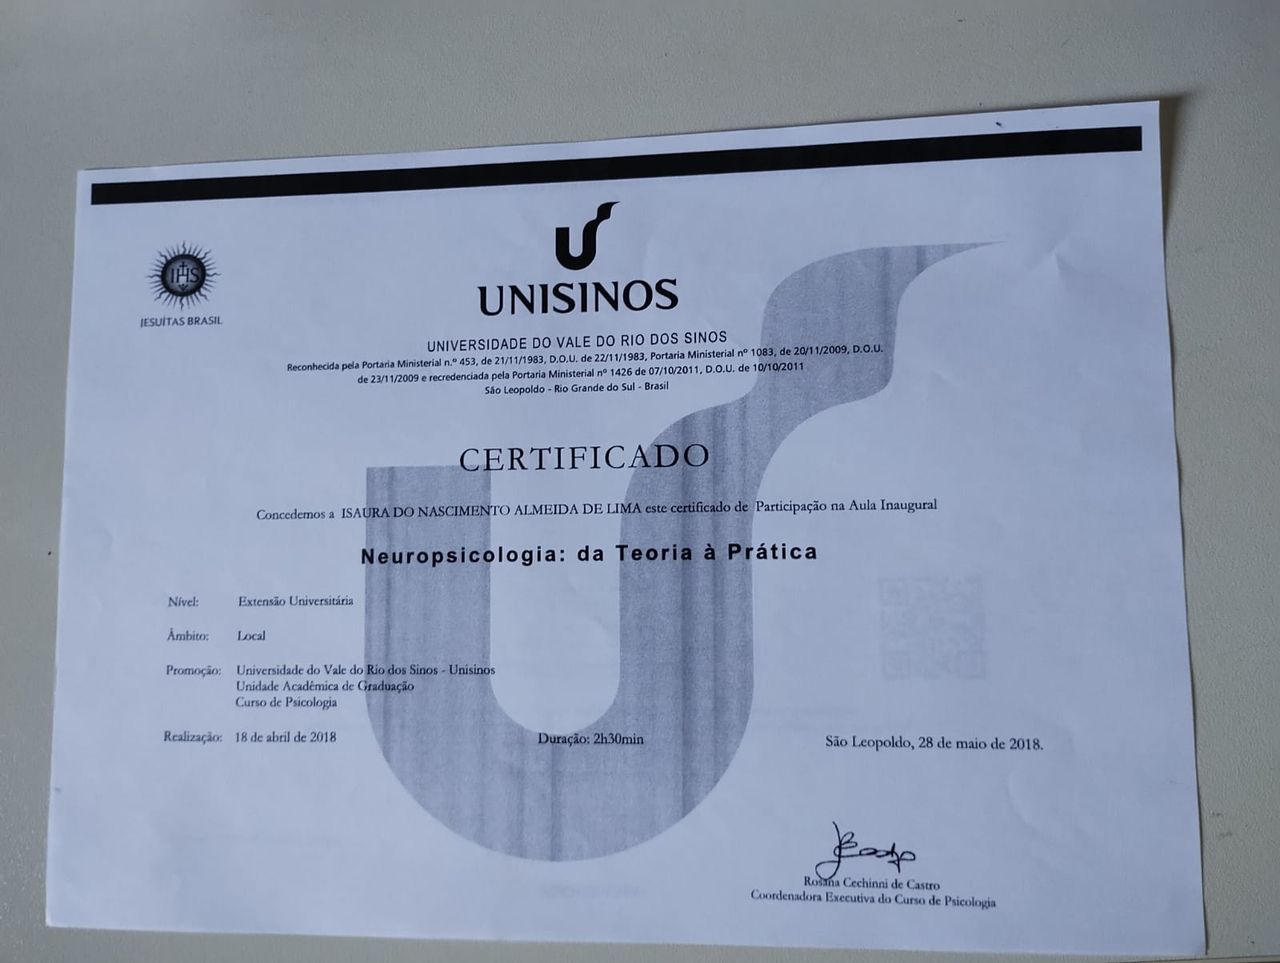 IHS
JESUÍTAS BRASIL
UNISINOS
UNIVERSIDADE DO VALE DO RIO DOS SINOS
Reconhecida pela Portaria Ministerial n.º 453, de 21/11/1983, D.O.U. de 22/11/1983, Portaria Ministerial nº 1083, de 20/11/2009, D.O.U.
de 23/11/2009 e recredenciada pela Portaria Ministerial nº 1426 de 07/10/2011, D.O.U. de 10/10/2011
São Leopoldo - Rio Grande do Sul - Brasil
CERTIFICADO
Concedemos a ISAURA DO NASCIMENTO ALMEIDA DE LIMA este certificado de Participação na Aula Inaugural
Neuropsicologia: da Teoria à Prática
Nível: Extensão Universitária
Âmbito: Local
Promoção: Universidade do Vale do Rio dos Sinos - Unisinos
Unidade Acadêmica de Graduação
Curso de Psicologia
Realização: 18 de abril de 2018 Duração: 2h30min São Leopoldo, 28 de maio de 2018.
Rosana Cechinni de Castro
Coordenadora Executiva do Curso de Psicologia